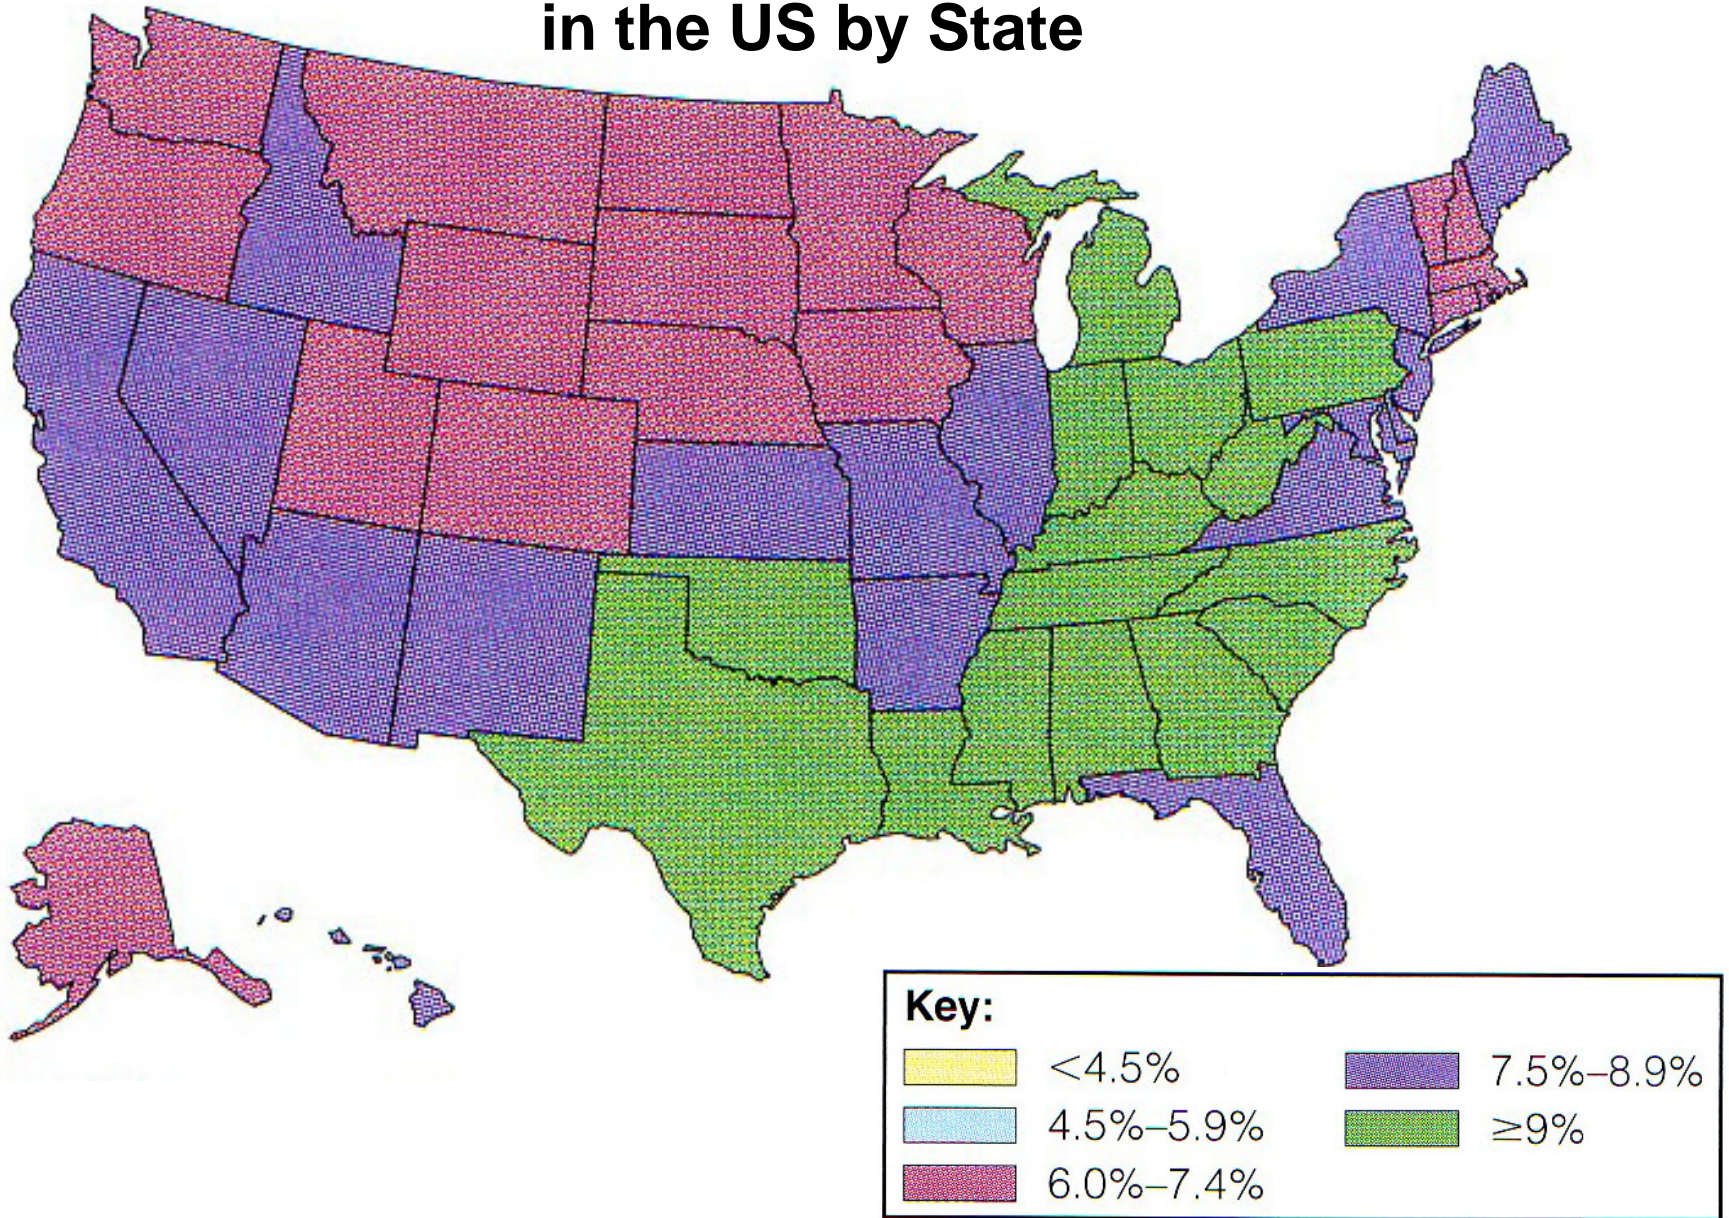 in the US by State
Key:
<4.5%
4.5%–5.9%
6.0%–7.4%
7.5%–8.9%
≥9%